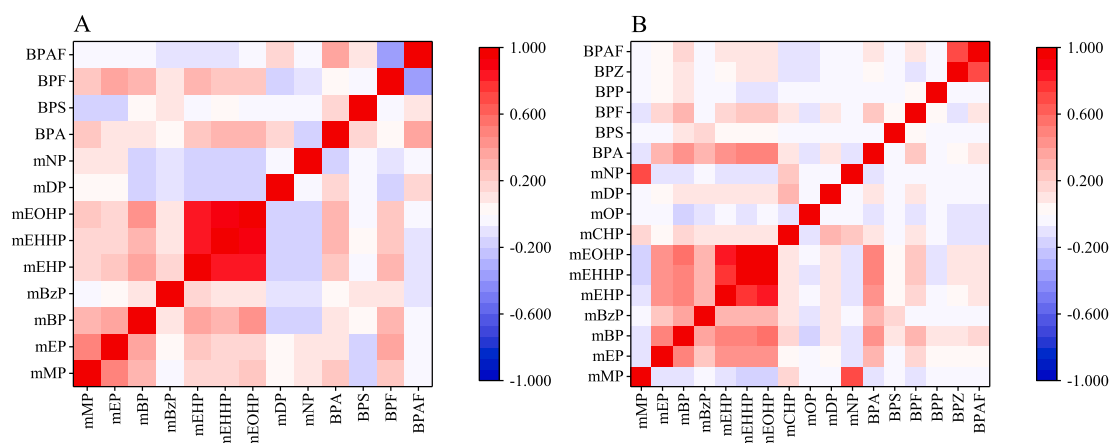 A
BPAF
BPF
BPS
BPA
mNP
mDP
mEOHP
mEHHP
mEHP
mBzP
mBP
mEP
mMP
mMP mEP mBP mBzP mEHP mEHHP mEOHP mDP mNP BPA BPS BPF BPAF
1.000
0.600
0.200
-0.200
-0.600
-1.000
B
BPAF
BPZ
BPP
BPF
BPS
BPA
mNP
mDP
mOP
mCHP
mEOHP
mEHHP
mEHP
mBzP
mBP
mEP
mMP
mMP mEP mBP mBzP mEHP mEHHP mEOHP mCHP mOP mDP mNP BPA BPS BPF BPP BPZ BPAF
1.000
0.600
0.200
-0.200
-0.600
-1.000